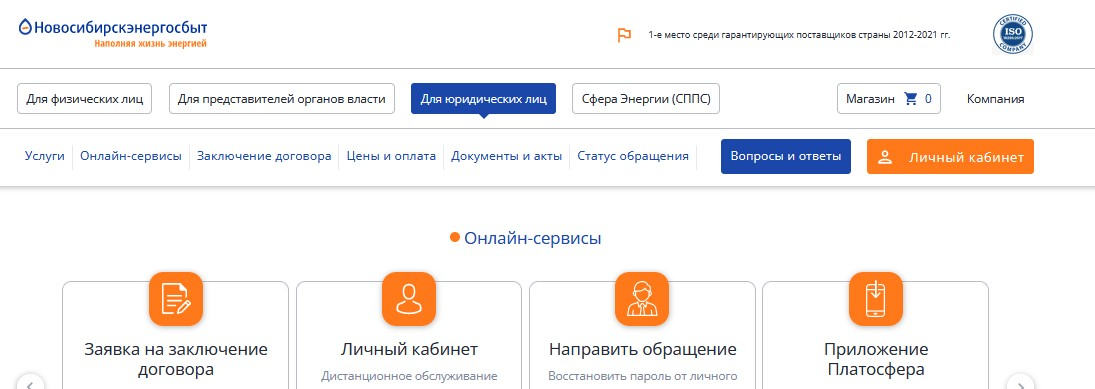 Новосибирскэнергосбыт
Наполняя жизнь энергией
1-е место среди гарантирующих поставщиков страны 2012-2021 гг.
CERTIFIED
ISO
COMPANY
Для физических лиц
Для представителей органов власти
Для юридических лиц
Сфера Энергии (СППС)
Магазин 0
Компания
Услуги
Онлайн-сервисы
Заключение договора
Цены и оплата
Документы и акты
Статус обращения
Вопросы и ответы
Личный кабинет
Онлайн-сервисы
Заявка на заключение
договора
Личный кабинет
Дистанционное обслуживание
Направить обращение
Восстановить пароль от личного
Приложение
Платосфера